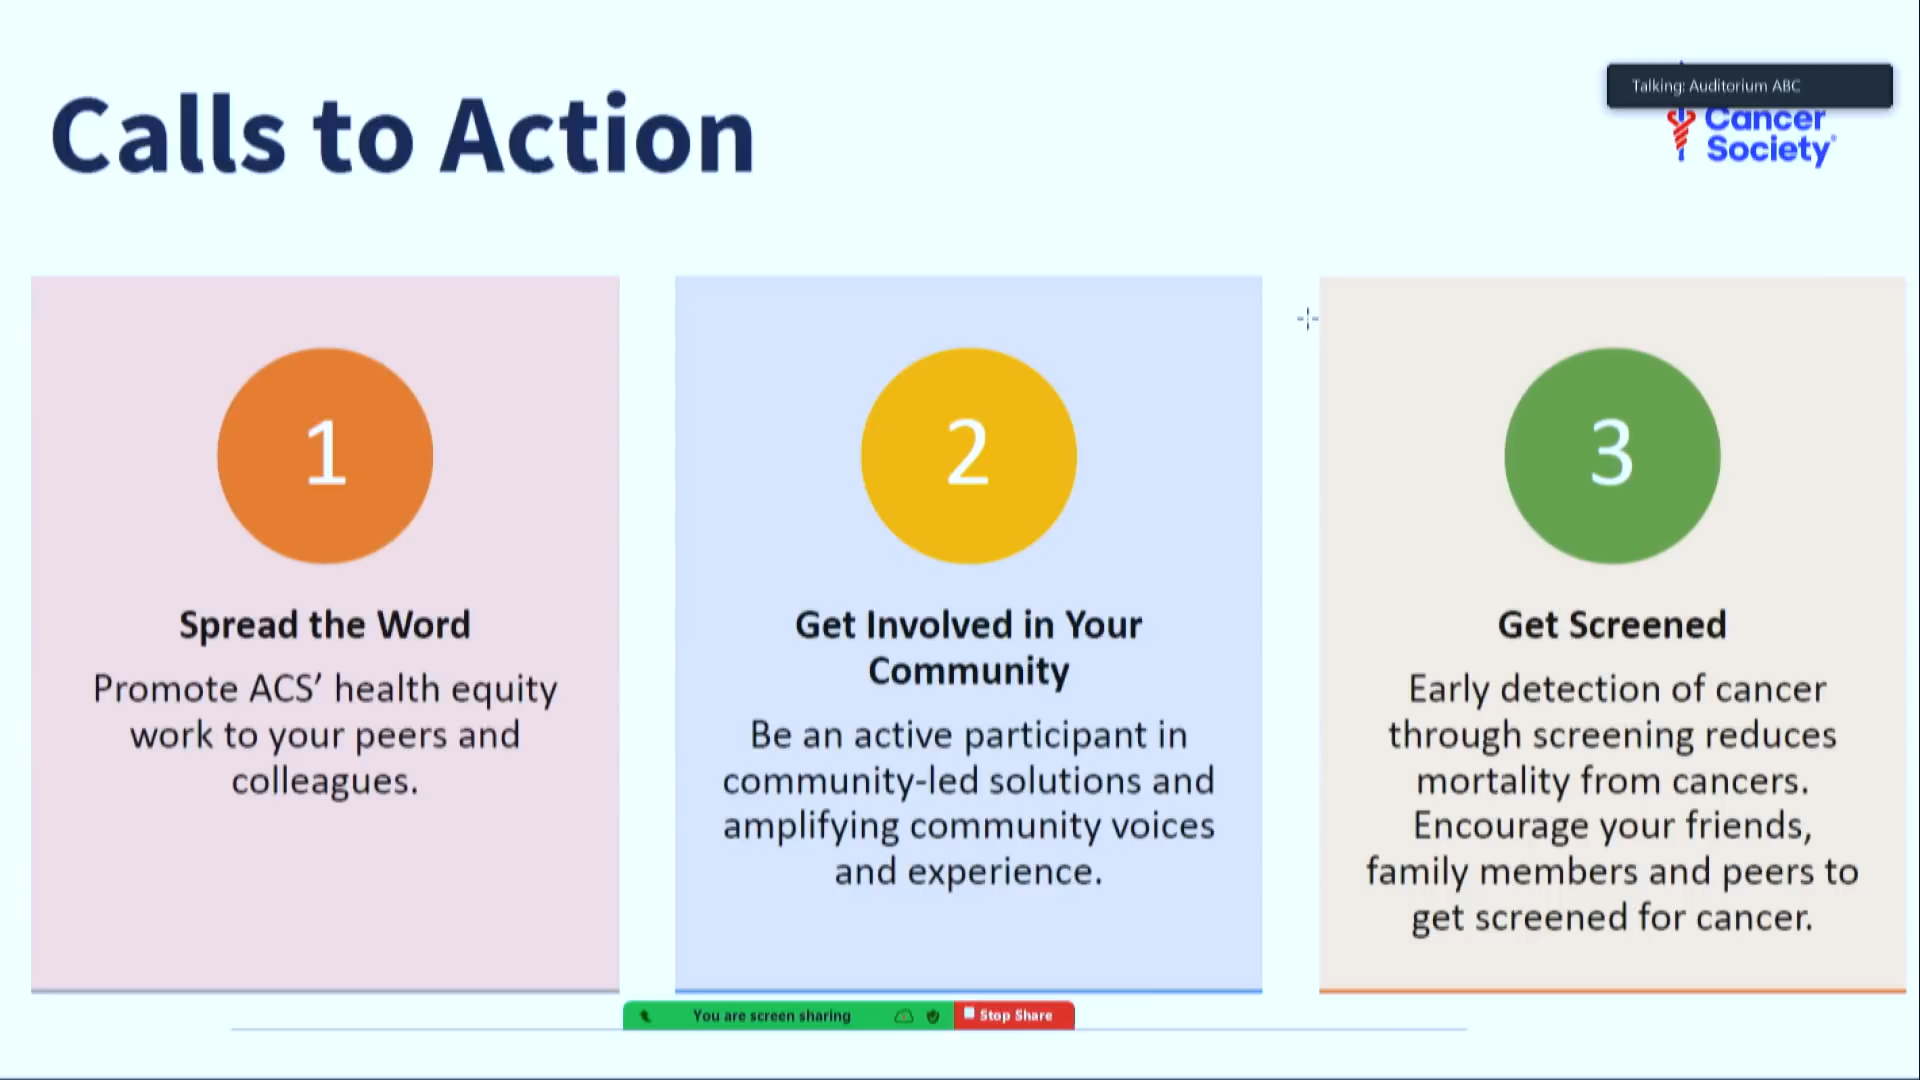 Calls to Action
Talking: Auditorium ABC
Cancer
Society
1
Spread the Word
Promote ACS’ health equity
work to your peers and
colleagues.
2
Get Involved in Your
Community
Be an active participant in
community-led solutions and
amplifying community voices
and experience.
3
Get Screened
Early detection of cancer
through screening reduces
mortality from cancers.
Encourage your friends,
family members and peers to
get screened for cancer.
You are screen sharing
Stop Share